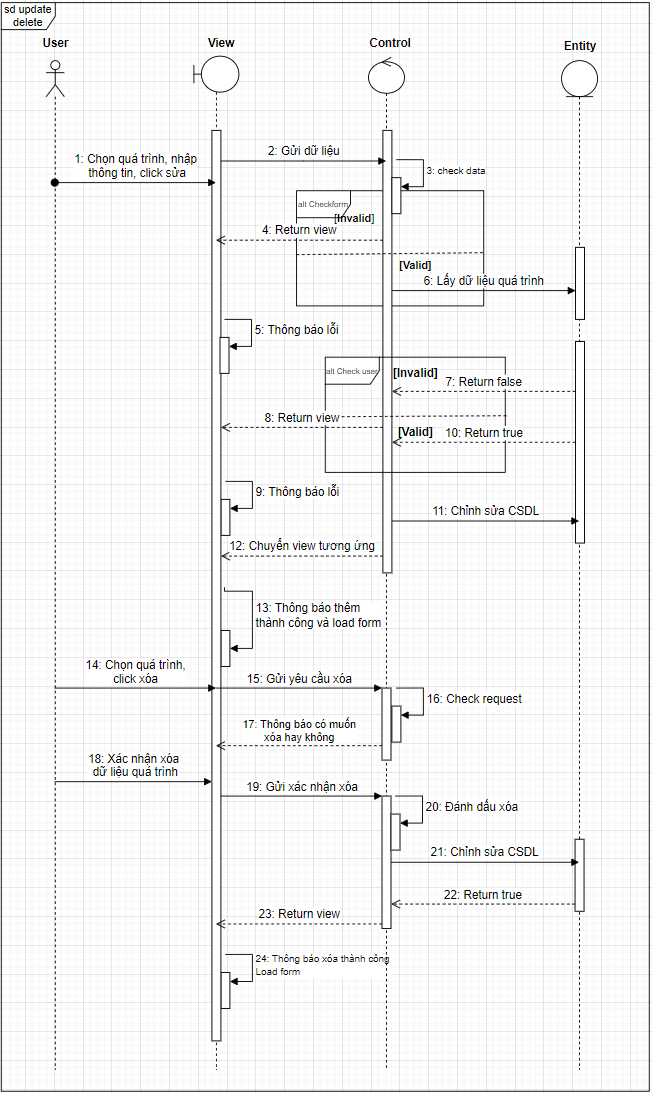 sd update
delete
User
View
Control
Entity
1: Chọn quá trình, nhập
thông tin, click sửa
2: Gửi dữ liệu
3: check data
alt Checkform
[Invalid]
4: Return view
[Valid]
6: Lấy dữ liệu quá trình
5: Thông báo lỗi
alt Check user
[Invalid]
7: Return false
8: Return view
[Valid]
10: Return true
9: Thông báo lỗi
11: Chỉnh sửa CSDL
12: Chuyển view tương ứng
13: Thông báo thêm
thành công và load form
14: Chọn quá trình,
click xóa
15: Gửi yêu cầu xóa
16: Check request
17: Thông báo có muốn
xóa hay không
18: Xác nhận xóa
dữ liệu quá trình
19: Gửi xác nhận xóa
20: Đánh dấu xóa
21: Chỉnh sửa CSDL
22: Return true
23: Return view
24: Thông báo xóa thành công
Load form